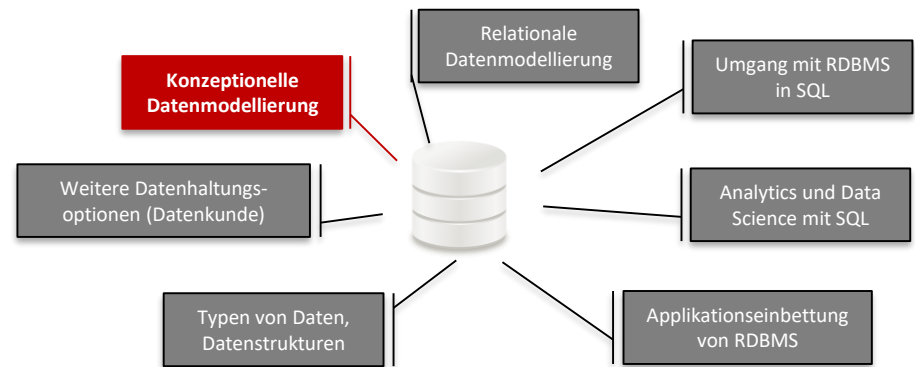 Relationale
Datenmodellierung
Konzeptionelle
Datenmodellierung
Umgang mit RDBMS
in SQL
Weitere Datenhaltungs-
optionen (Datenkunde)
Analytics und Data
Science mit SQL
Typen von Daten,
Datenstrukturen
Applikationseinbettung
von RDBMS